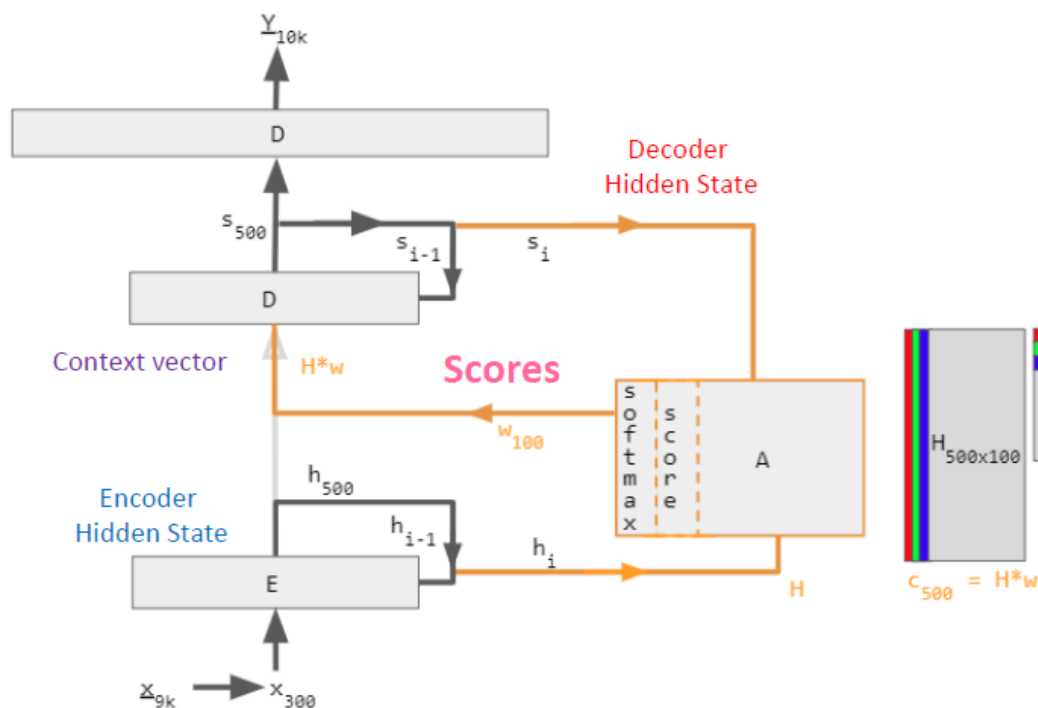 Y10k
D
Decoder
Hidden State
s500
si-1
si
D
Context vector
H*w
Scores
softmax
score
A
w100
H500x100
h500
Encoder
Hidden State
hi-1
hi
E
H
c500 = H*w
x9k
x300